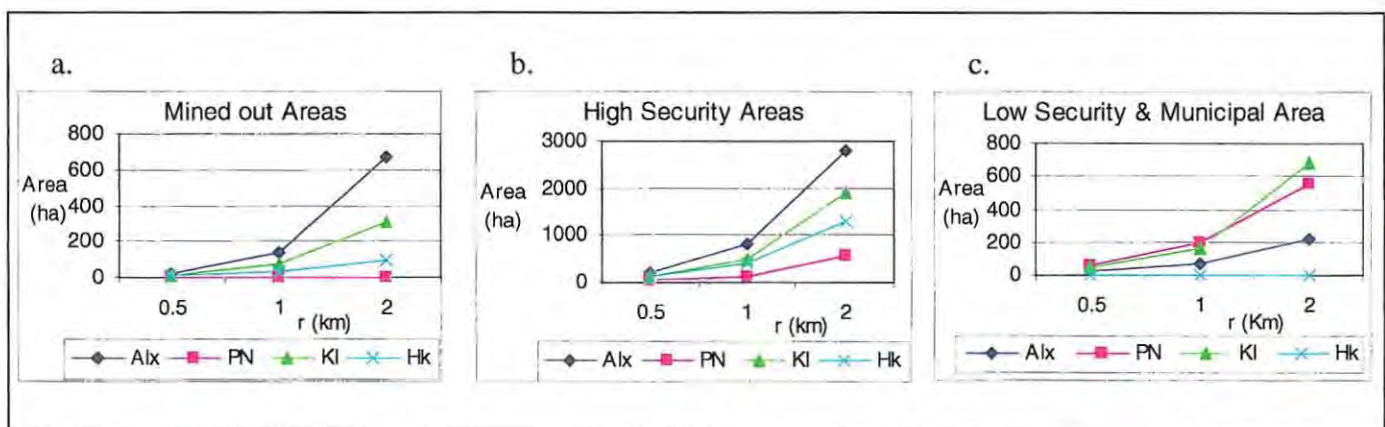 a.
Mined out Areas
800
600
Area
(ha)
400
200
0
0.5 1 2
r (km)
Alx PN Kl Hk
b.
High Security Areas
3000
Area
(ha)
2000
1000
0
0.5 1 2
r (km)
Alx PN Kl Hk
c.
Low Security & Municipal Area
800
Area
(ha)
600
400
200
0
0.5 1 2
r (Km)
Alx PN Kl Hk